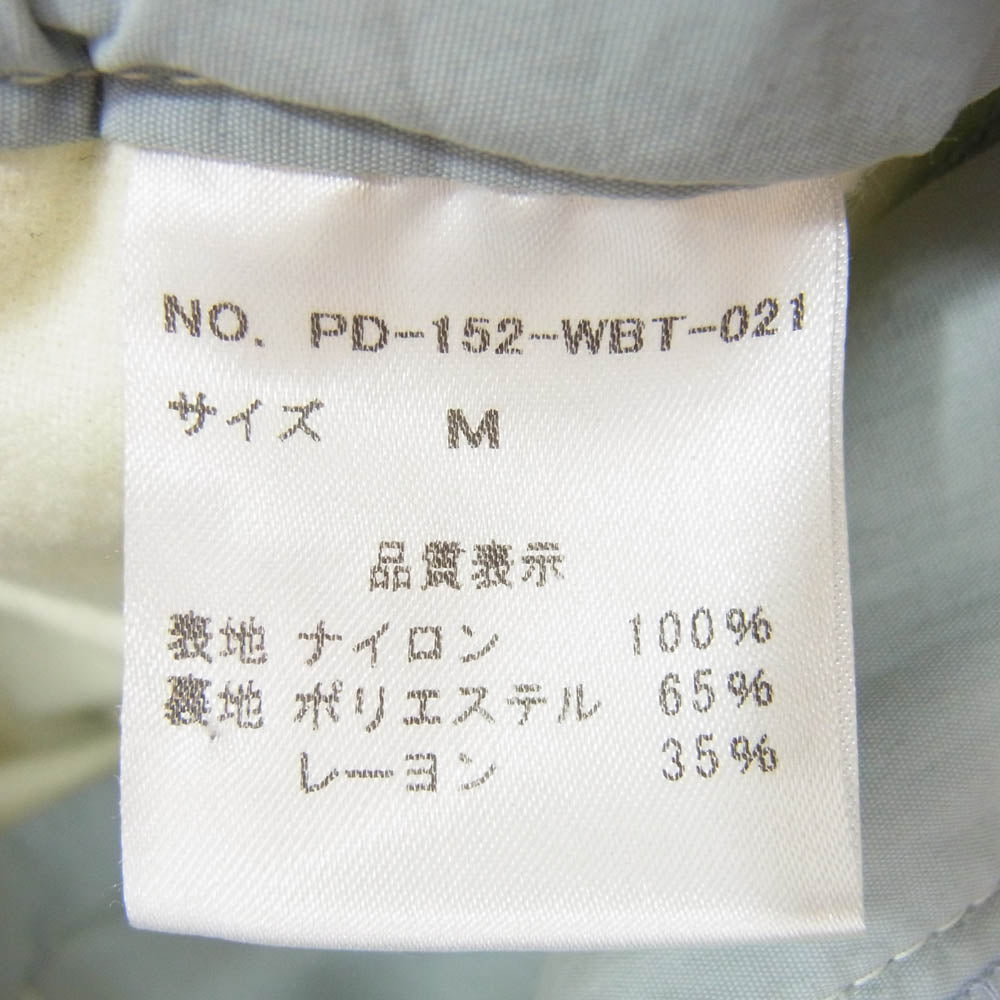 NO. PD-152-WBT-021
サイズ M
品質表示
表地 ナイロン 100%
裏地 ポリエステル 65%
レーヨン 35%